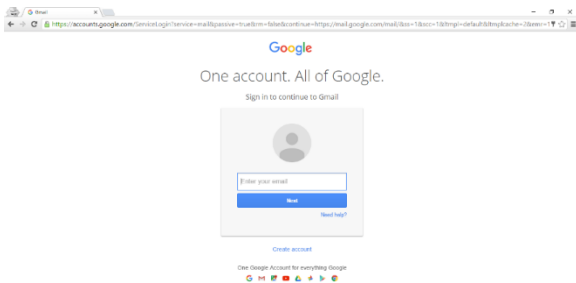 Gmail
https://accounts.google.com/ServiceLogin?service=mail&passive=true&rm=false&continue=https://mail.google.com/mail/&ss=1&scc=1&ltmpl=default&ltmplcache=2&emr=1
Google
One account. All of Google.
Sign in to continue to Gmail
Enter your email
Next
Need help?
Create account
One Google Account for everything Google